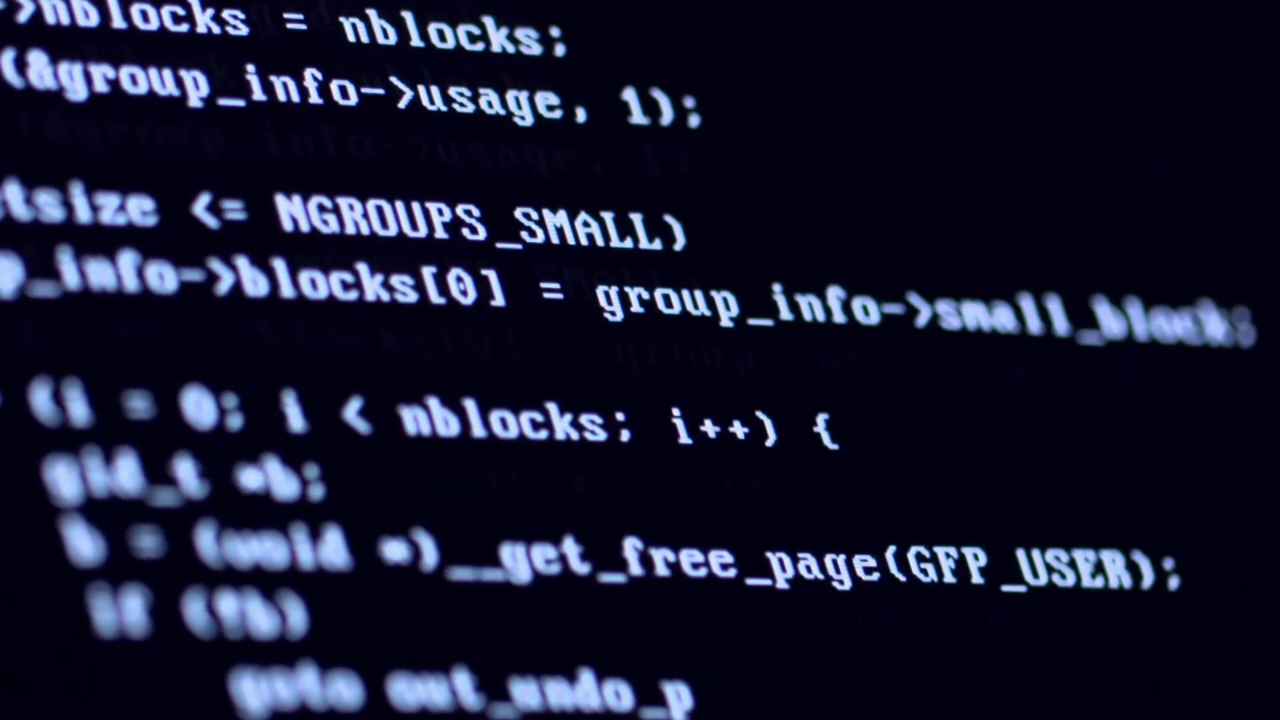 >nblocks = nblocks;
(&group_info->usage, 1);
tsize <= NGROUPS_SMALL)
p_info->blocks[0] = group_info->small_block;
(i = 0; i < nblocks; i++) {
gid_t *b;
b = (void *)__get_free_page(GFP_USER);
if (!b)
goto out_undo_p